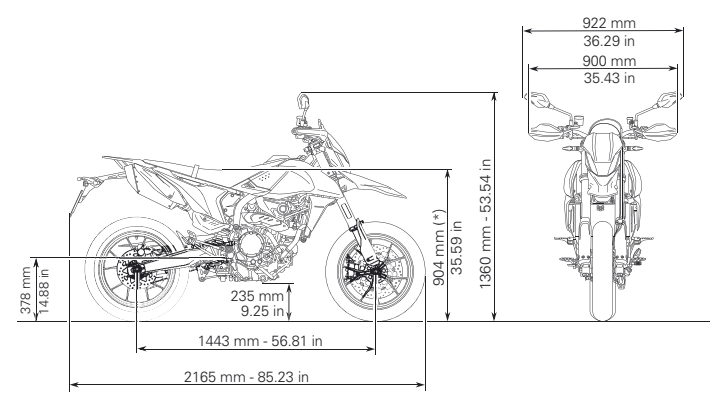 922 mm
36.29 in
900 mm
35.43 in
1360 mm - 53.54 in
904 mm (*)
35.59 in
378 mm
14.88 in
235 mm
9.25 in
1443 mm - 56.81 in
2165 mm - 85.23 in